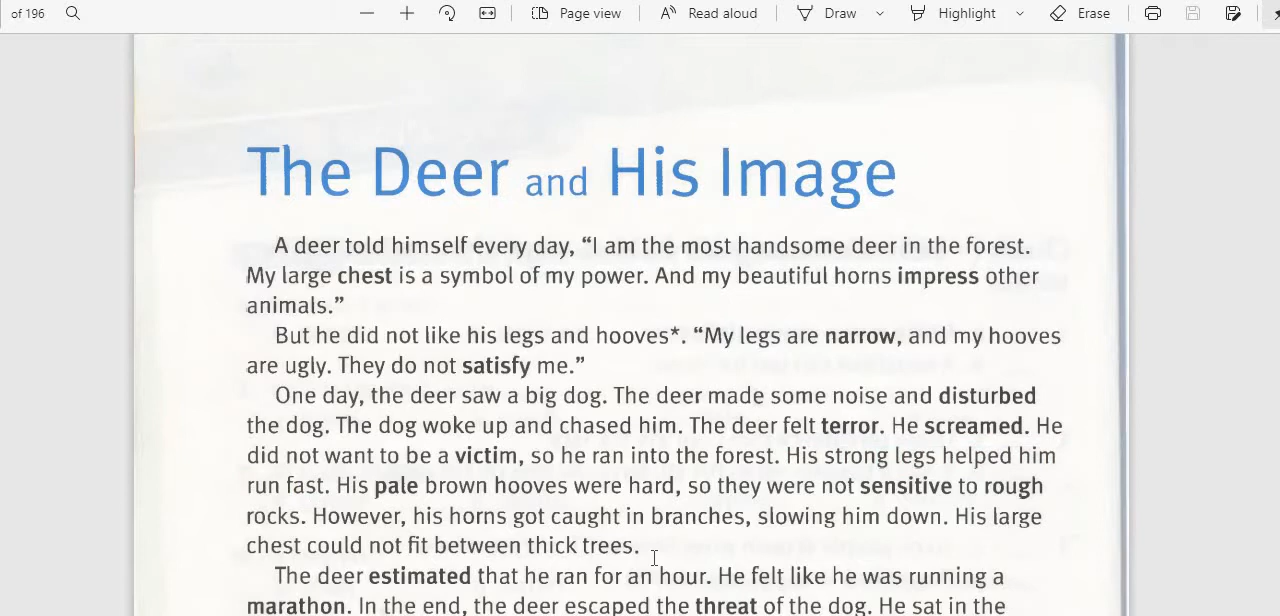 of 196
Page view
Read aloud
Draw
Highlight
Erase
The Deer and His Image
A deer told himself every day, “I am the most handsome deer in the forest.
My large chest is a symbol of my power. And my beautiful horns impress other
animals.”
But he did not like his legs and hooves*. “My legs are narrow, and my hooves
are ugly. They do not satisfy me.”
One day, the deer saw a big dog. The deer made some noise and disturbed
the dog. The dog woke up and chased him. The deer felt terror. He screamed. He
did not want to be a victim, so he ran into the forest. His strong legs helped him
run fast. His pale brown hooves were hard, so they were not sensitive to rough
rocks. However, his horns got caught in branches, slowing him down. His large
chest could not fit between thick trees.
The deer estimated that he ran for an hour. He felt like he was running a
marathon. In the end, the deer escaped the threat of the dog. He sat in the